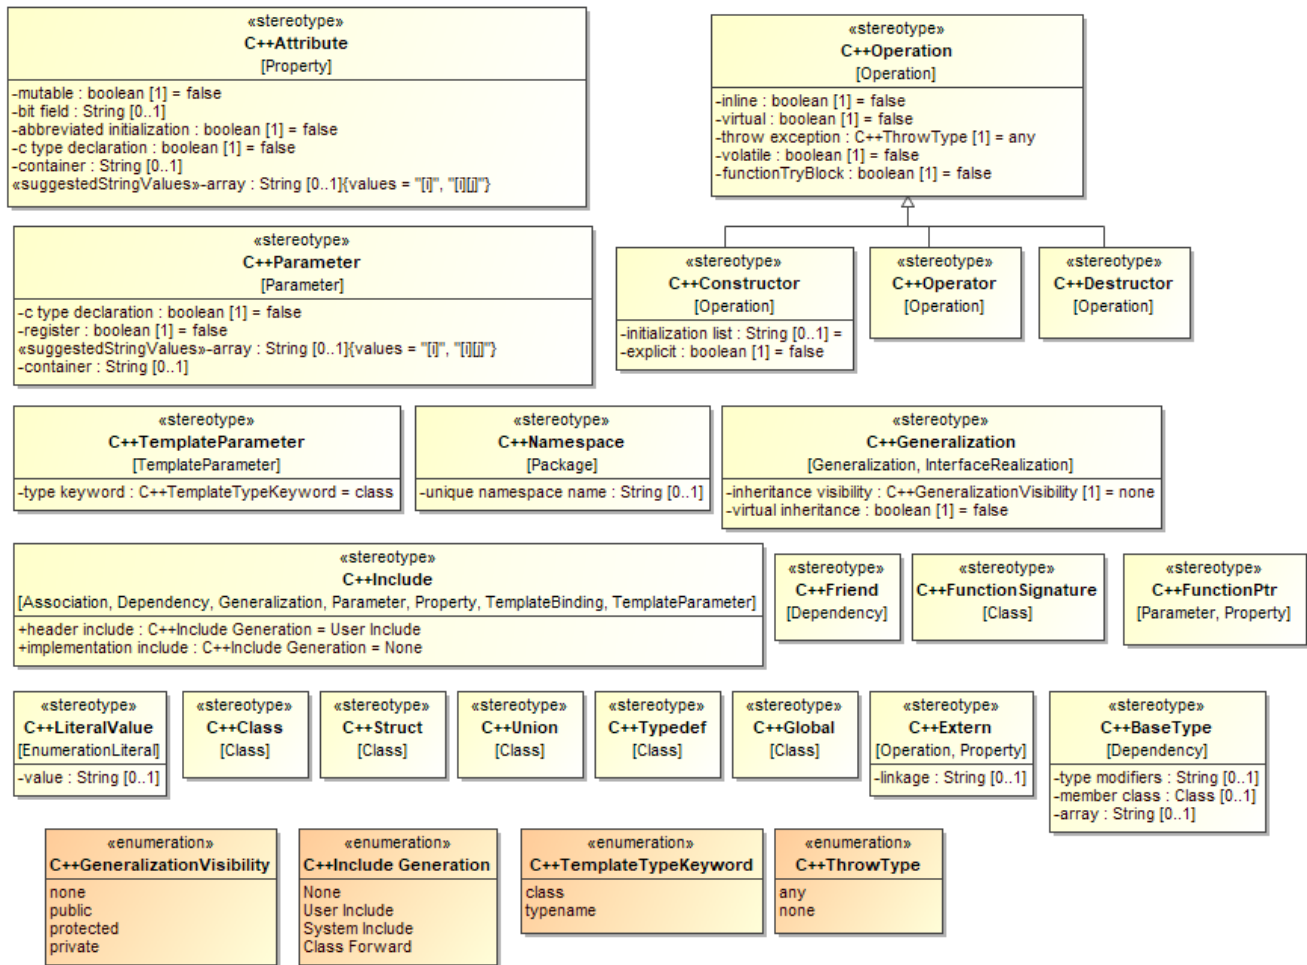 «stereotype»
C++Attribute
[Property]
-mutable : boolean [1] = false
-bit field : String [0..1]
-abbreviated initialization : boolean [1] = false
-c type declaration : boolean [1] = false
-container : String [0..1]
«suggestedStringValues»-array : String [0..1]{values = "[i]", "[i][j]"}
«stereotype»
C++Operation
[Operation]
-inline : boolean [1] = false
-virtual : boolean [1] = false
-throw exception : C++ThrowType [1] = any
-volatile : boolean [1] = false
-functionTryBlock : boolean [1] = false
«stereotype»
C++Parameter
[Parameter]
-c type declaration : boolean [1] = false
-register : boolean [1] = false
«suggestedStringValues»-array : String [0..1]{values = "[i]", "[i][j]"}
-container : String [0..1]
«stereotype»
C++Constructor
[Operation]
-initialization list : String [0..1] =
-explicit : boolean [1] = false
«stereotype»
C++Operator
[Operation]
«stereotype»
C++Destructor
[Operation]
«stereotype»
C++TemplateParameter
[TemplateParameter]
-type keyword : C++TemplateTypeKeyword = class
«stereotype»
C++Namespace
[Package]
-unique namespace name : String [0..1]
«stereotype»
C++Generalization
[Generalization, InterfaceRealization]
-inheritance visibility : C++GeneralizationVisibility [1] = none
-virtual inheritance : boolean [1] = false
«stereotype»
C++Include
[Association, Dependency, Generalization, Parameter, Property, TemplateBinding, TemplateParameter]
+header include : C++Include Generation = User Include
+implementation include : C++Include Generation = None
«stereotype»
C++Friend
[Dependency]
«stereotype»
C++FunctionSignature
[Class]
«stereotype»
C++FunctionPtr
[Parameter, Property]
«stereotype»
C++LiteralValue
[EnumerationLiteral]
-value : String [0..1]
«stereotype»
C++Class
[Class]
«stereotype»
C++Struct
[Class]
«stereotype»
C++Union
[Class]
«stereotype»
C++Typedef
[Class]
«stereotype»
C++Global
[Class]
«stereotype»
C++Extern
[Operation, Property]
-linkage : String [0..1]
«stereotype»
C++BaseType
[Dependency]
-type modifiers : String [0..1]
-member class : Class [0..1]
-array : String [0..1]
«enumeration»
C++GeneralizationVisibility
none
public
protected
private
«enumeration»
C++Include Generation
None
User Include
System Include
Class Forward
«enumeration»
C++TemplateTypeKeyword
class
typename
«enumeration»
C++ThrowType
any
none